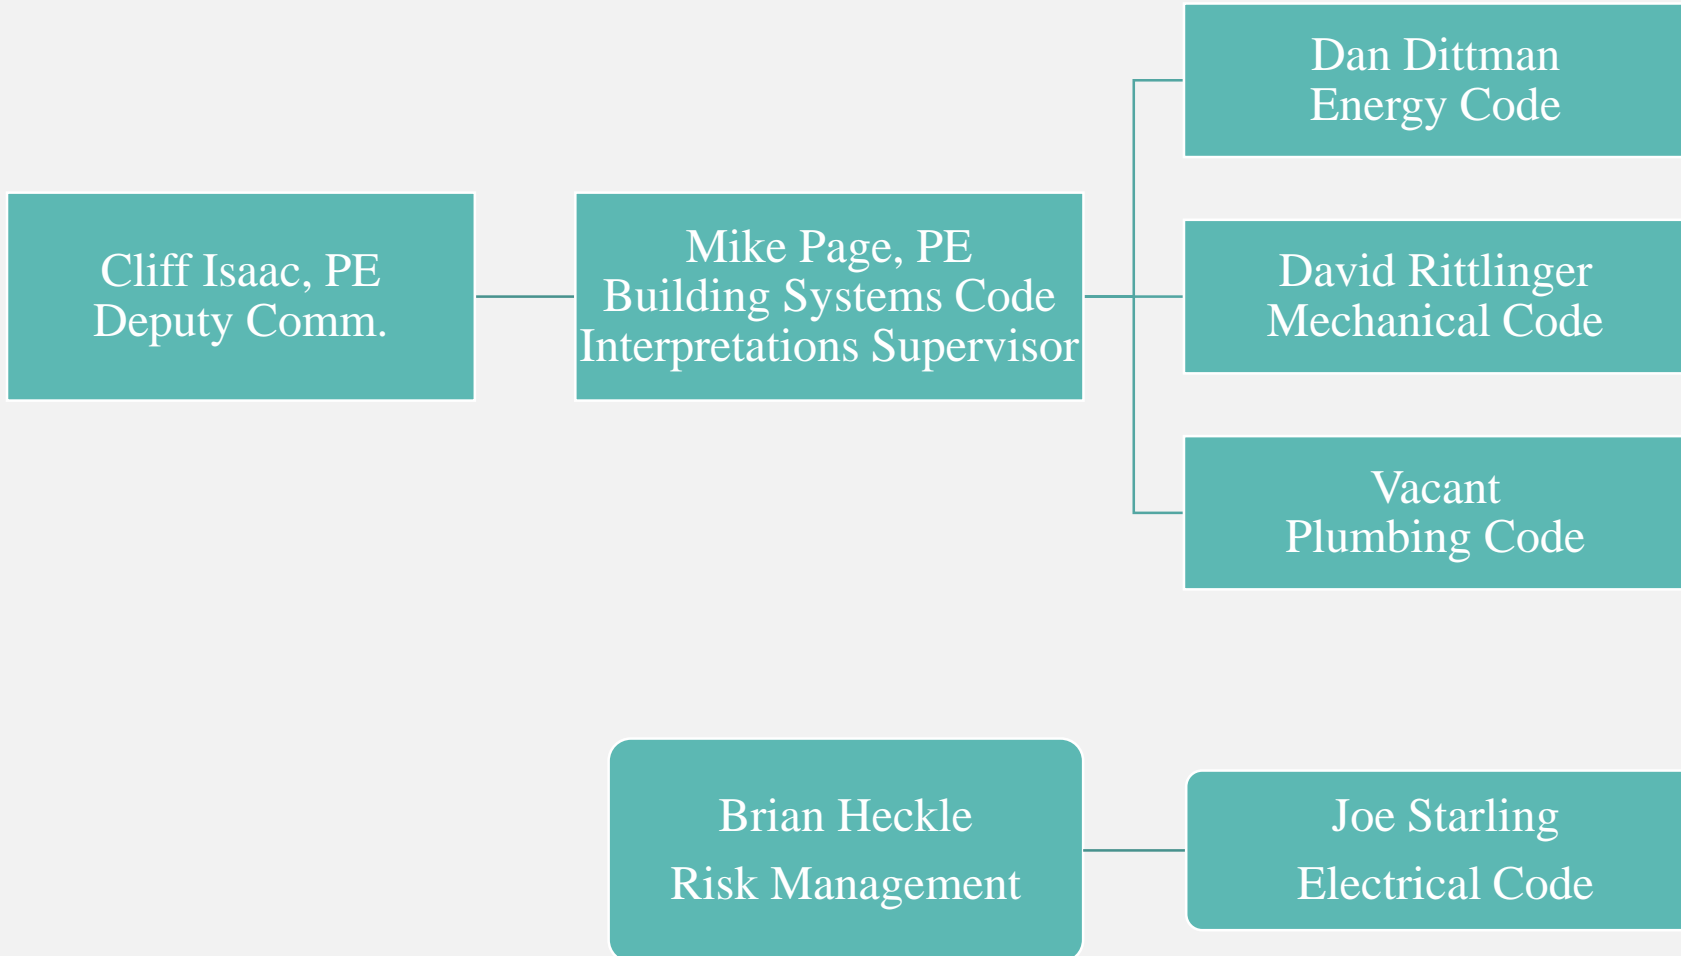 Cliff Isaac, PE
Deputy Comm.
Mike Page, PE
Building Systems Code
Interpretations Supervisor
Dan Dittman
Energy Code
David Rittlinger
Mechanical Code
Vacant
Plumbing Code
Brian Heckle
Risk Management
Joe Starling
Electrical Code